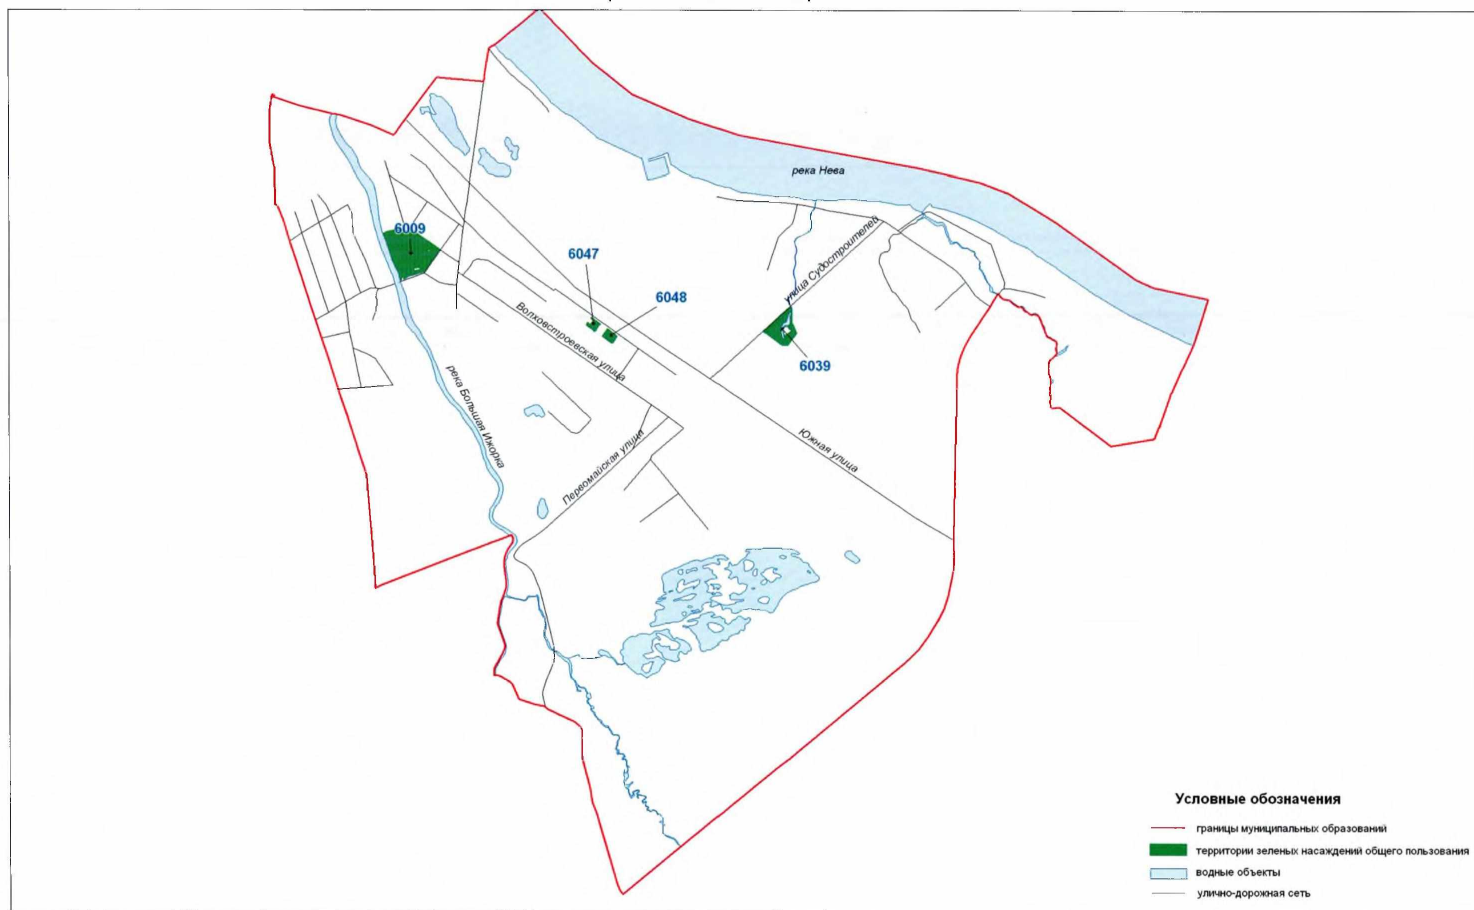 река Нева
6009
улица Судостроителей
6047
6048
Волховстроевская улица
6039
река Большая Ижорка
Южная улица
Первомайская улица
Условные обозначения
границы муниципальных образований
территории зеленых насаждений общего пользования
водные объекты
улично-дорожная сеть